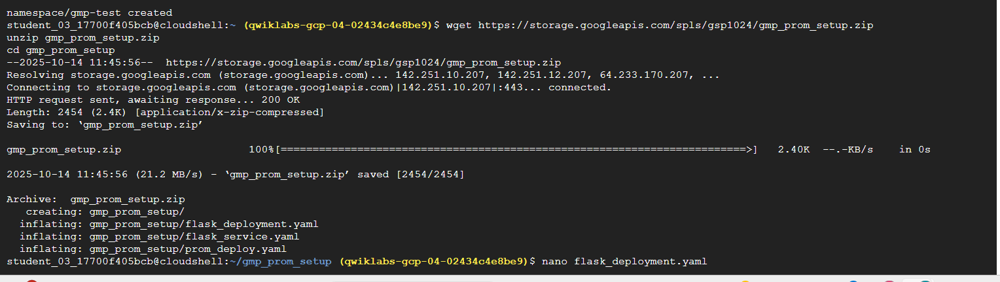 namespace/gmp-test created
student_03_17700f405bcb@cloudshell:~ (qwiklabs-gcp-04-02434c4e8be9)$ wget https://storage.googleapis.com/spls/gsp1024/gmp_prom_setup.zip
unzip gmp_prom_setup.zip
cd gmp_prom_setup
--2025-10-14 11:45:56--  https://storage.googleapis.com/spls/gsp1024/gmp_prom_setup.zip
Resolving storage.googleapis.com (storage.googleapis.com)... 142.251.10.207, 142.251.12.207, 64.233.170.207, ...
Connecting to storage.googleapis.com (storage.googleapis.com)|142.251.10.207|:443... connected.
HTTP request sent, awaiting response... 200 OK
Length: 2454 (2.4K) [application/x-zip-compressed]
Saving to: ‘gmp_prom_setup.zip’
gmp_prom_setup.zip                    100%[=========================================================================>]   2.40K  --.-KB/s    in 0s
2025-10-14 11:45:56 (21.2 MB/s) - ‘gmp_prom_setup.zip’ saved [2454/2454]
Archive:  gmp_prom_setup.zip
   creating: gmp_prom_setup/
  inflating: gmp_prom_setup/flask_deployment.yaml
  inflating: gmp_prom_setup/flask_service.yaml
  inflating: gmp_prom_setup/prom_deploy.yaml
student_03_17700f405bcb@cloudshell:~/gmp_prom_setup (qwiklabs-gcp-04-02434c4e8be9)$ nano flask_deployment.yaml